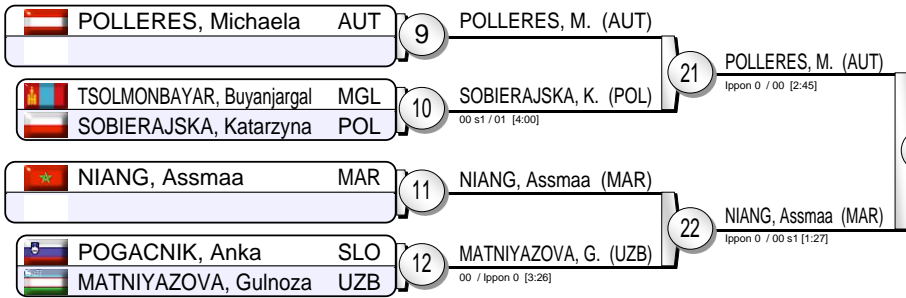 POLLERES, Michaela AUT
9
POLLERES, M. (AUT)
TSOLMONBAYAR, Buyanjargal MGL
SOBIERAJSKA, Katarzyna POL
10
SOBIERAJSKA, K. (POL)
00 s1 / 01 [4:00]
21
POLLERES, M. (AUT)
Ippon 0 / 00 [2:45]
NIANG, Assmaa MAR
11
NIANG, Assmaa (MAR)
POGACNIK, Anka SLO
MATNIYAZOVA, Gulnoza UZB
12
MATNIYAZOVA, G. (UZB)
00 / Ippon 0 [3:26]
22
NIANG, Assmaa (MAR)
Ippon 0 / 00 s1 [1:27]